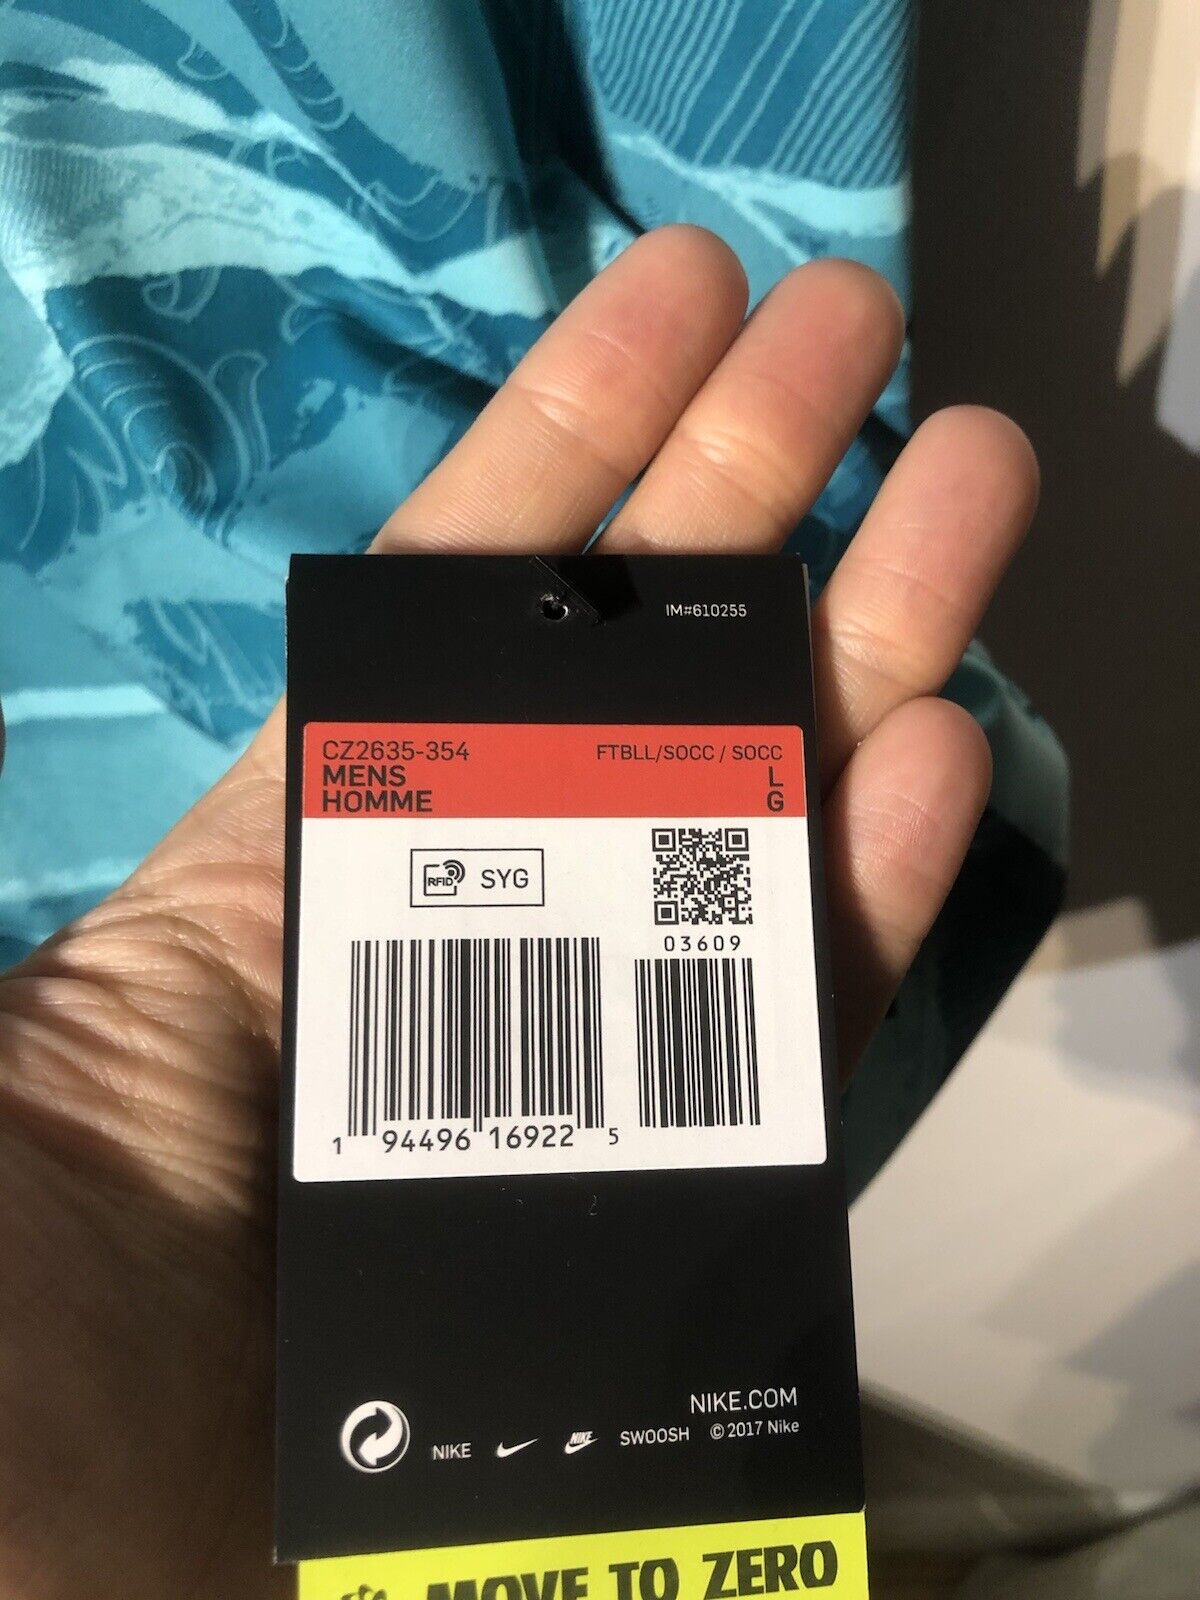 IM#610255
CZ2635-354 FTBLL/SOCC / SOCC
MENS L
HOMME G
RFID SYG
03609
1 94496 16922 5
NIKE.COM
NIKE NIKE SWOOSH © 2017 Nike
MOVE TO ZERO